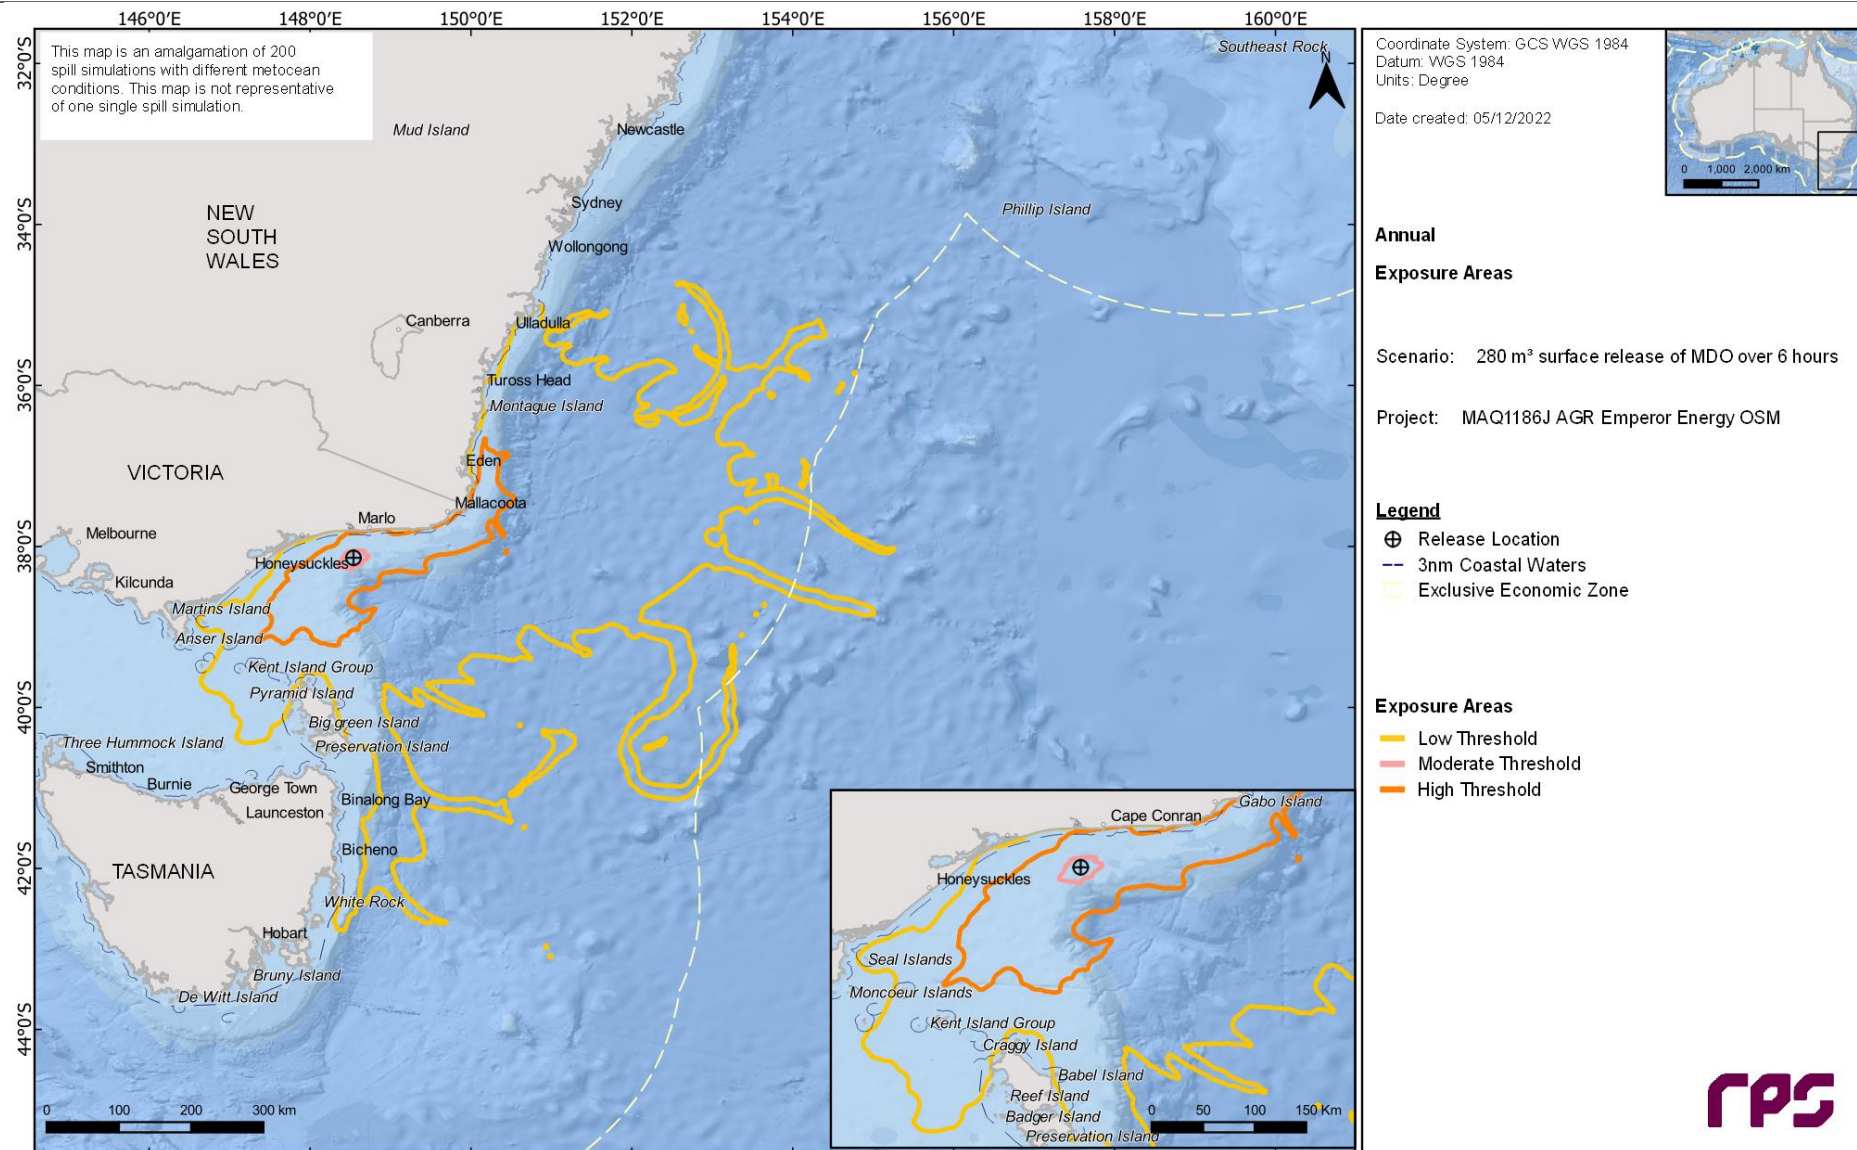 146°0'E 148°0'E 150°0'E 152°0'E 154°0'E 156°0'E 158°0'E 160°0'E
32°S
34°0'S
36°0'S
38°0'S
40°0'S
42°0'S
44°0'S
This map is an amalgamation of 200
spill simulations with different metocean
conditions. This map is not representative
of one single spill simulation.
Southeast Rock
N
Mud Island
Newcastle
Sydney
Phillip Island
NEW
SOUTH
WALES
Wollongong
Canberra
Ulladulla
Tuross Head
Montague Island
Eden
VICTORIA
Mallacoota
Marlo
Melbourne
Honeysuckles
Kilcunda
Martins Island
Anser Island
Kent Island Group
Pyramid Island
Big green Island
Three Hummock Island
Preservation Island
Smithton
Burnie
George Town
Launceston
Binalong Bay
Bicheno
TASMANIA
White Rock
Hobart
Bruny Island
De Witt Island
0 100 200 300 km
Gabo Island
Cape Conran
Honeysuckles
Seal Islands
Moncoeur Islands
Kent Island Group
Craggy Island
Babel Island
Reef Island
Badger Island
Preservation Island
0 50 100 150 Km
Coordinate System: GCS WGS 1984
Datum: WGS 1984
Units: Degree
Date created: 05/12/2022
0 1,000 2,000 km
Annual
Exposure Areas
Scenario: 280 m³ surface release of MDO over 6 hours
Project: MAQ1186J AGR Emperor Energy OSM
Legend
Release Location
3nm Coastal Waters
Exclusive Economic Zone
Exposure Areas
Low Threshold
Moderate Threshold
High Threshold
rps